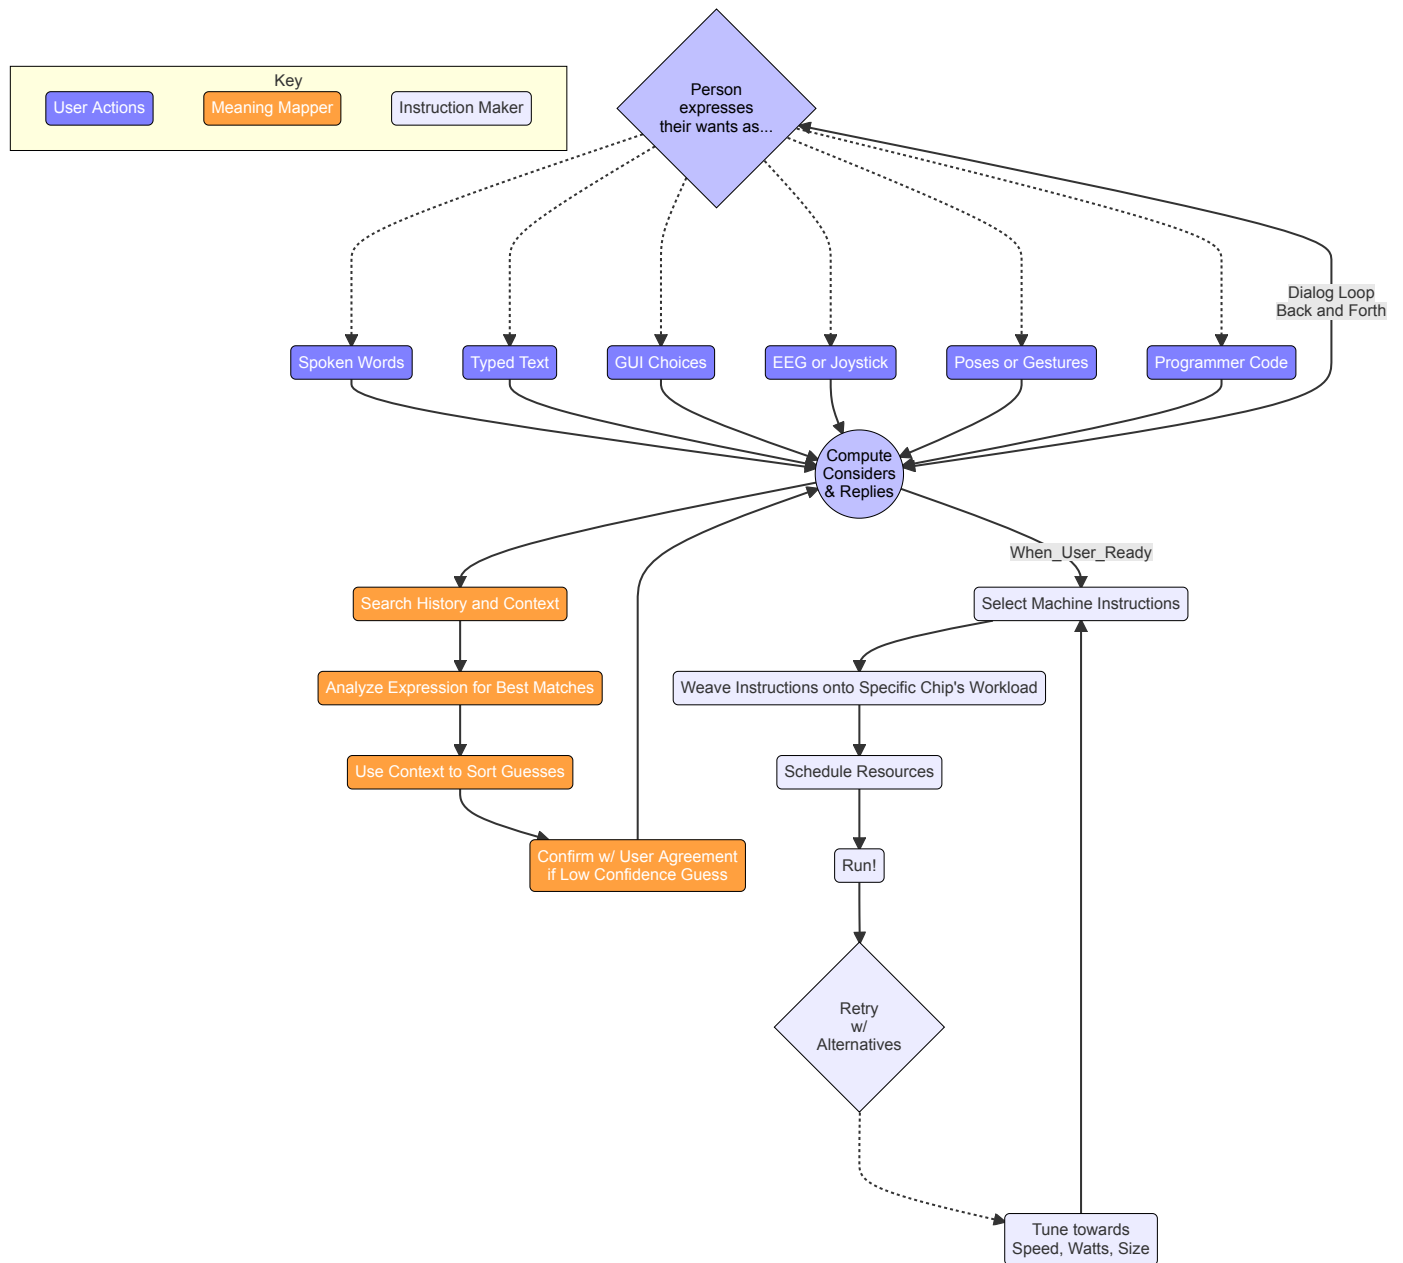 Key
User Actions
Meaning Mapper
Instruction Maker
Person
expresses
their wants as...
Dialog Loop
Back and Forth
Spoken Words
Typed Text
GUI Choices
EEG or Joystick
Poses or Gestures
Programmer Code
Compute
Considers
& Replies
When_User_Ready
Search History and Context
Select Machine Instructions
Analyze Expression for Best Matches
Weave Instructions onto Specific Chip's Workload
Use Context to Sort Guesses
Schedule Resources
Confirm w/ User Agreement
if Low Confidence Guess
Run!
Retry
w/
Alternatives
Tune towards
Speed, Watts, Size